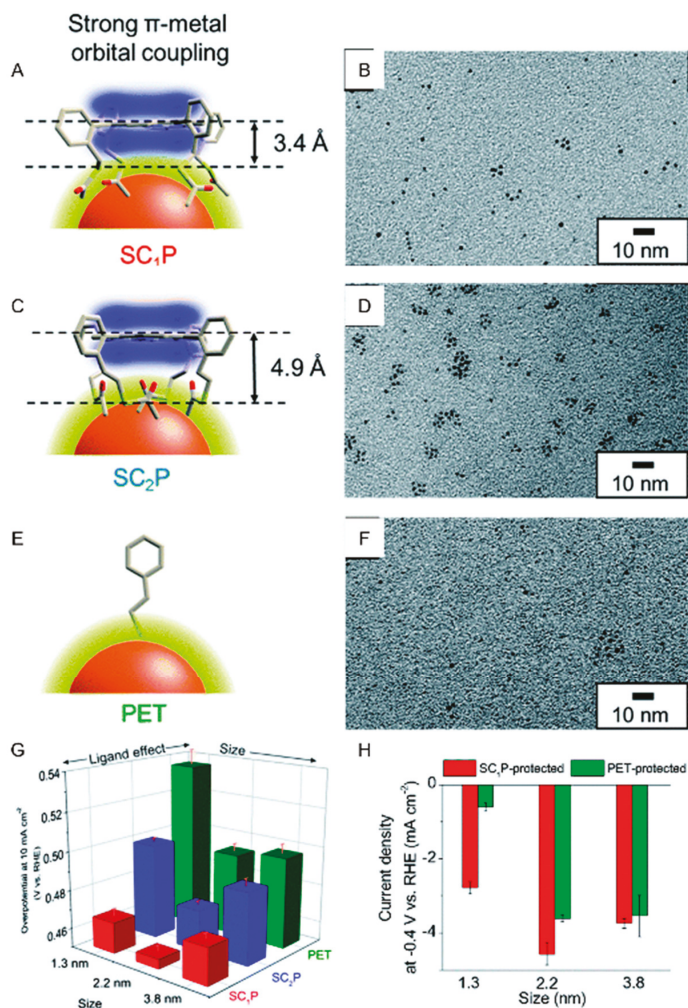 Strong π-metal
orbital coupling
A
3.4 Å
SC₁P
B
10 nm
C
4.9 Å
SC₂P
D
10 nm
E
PET
F
10 nm
G
Ligand effect
Size
Overpotential at 10 mA cm⁻²
(V vs. RHE)
0.54
0.52
0.50
0.48
0.46
1.3 nm
2.2 nm
3.8 nm
Size
SC₁P
SC₂P
PET
H
SC₁P-protected
PET-protected
Current density
at -0.4 V vs. RHE (mA cm⁻²)
0
-2
-4
1.3
2.2
3.8
Size (nm)